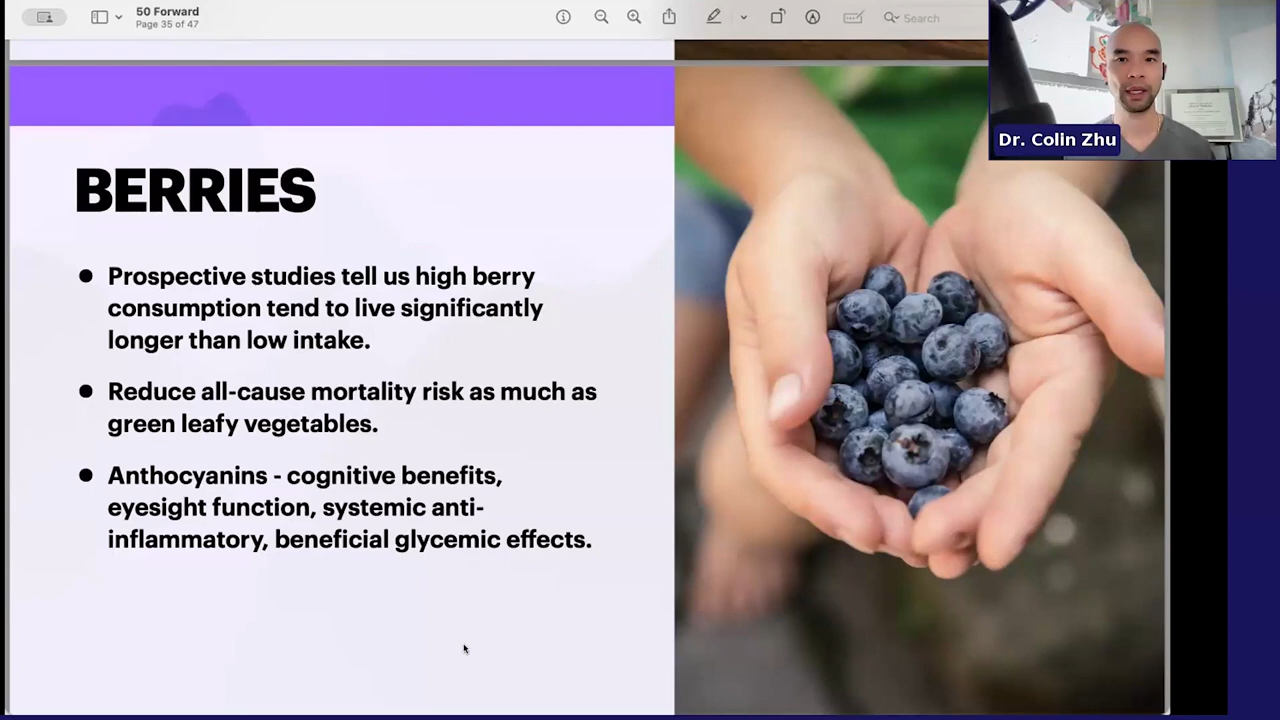 50 Forward
Page 35 of 47
Search
Dr. Colin Zhu
BERRIES
● Prospective studies tell us high berry
consumption tend to live significantly
longer than low intake.
● Reduce all-cause mortality risk as much as
green leafy vegetables.
● Anthocyanins - cognitive benefits,
eyesight function, systemic anti-
inflammatory, beneficial glycemic effects.